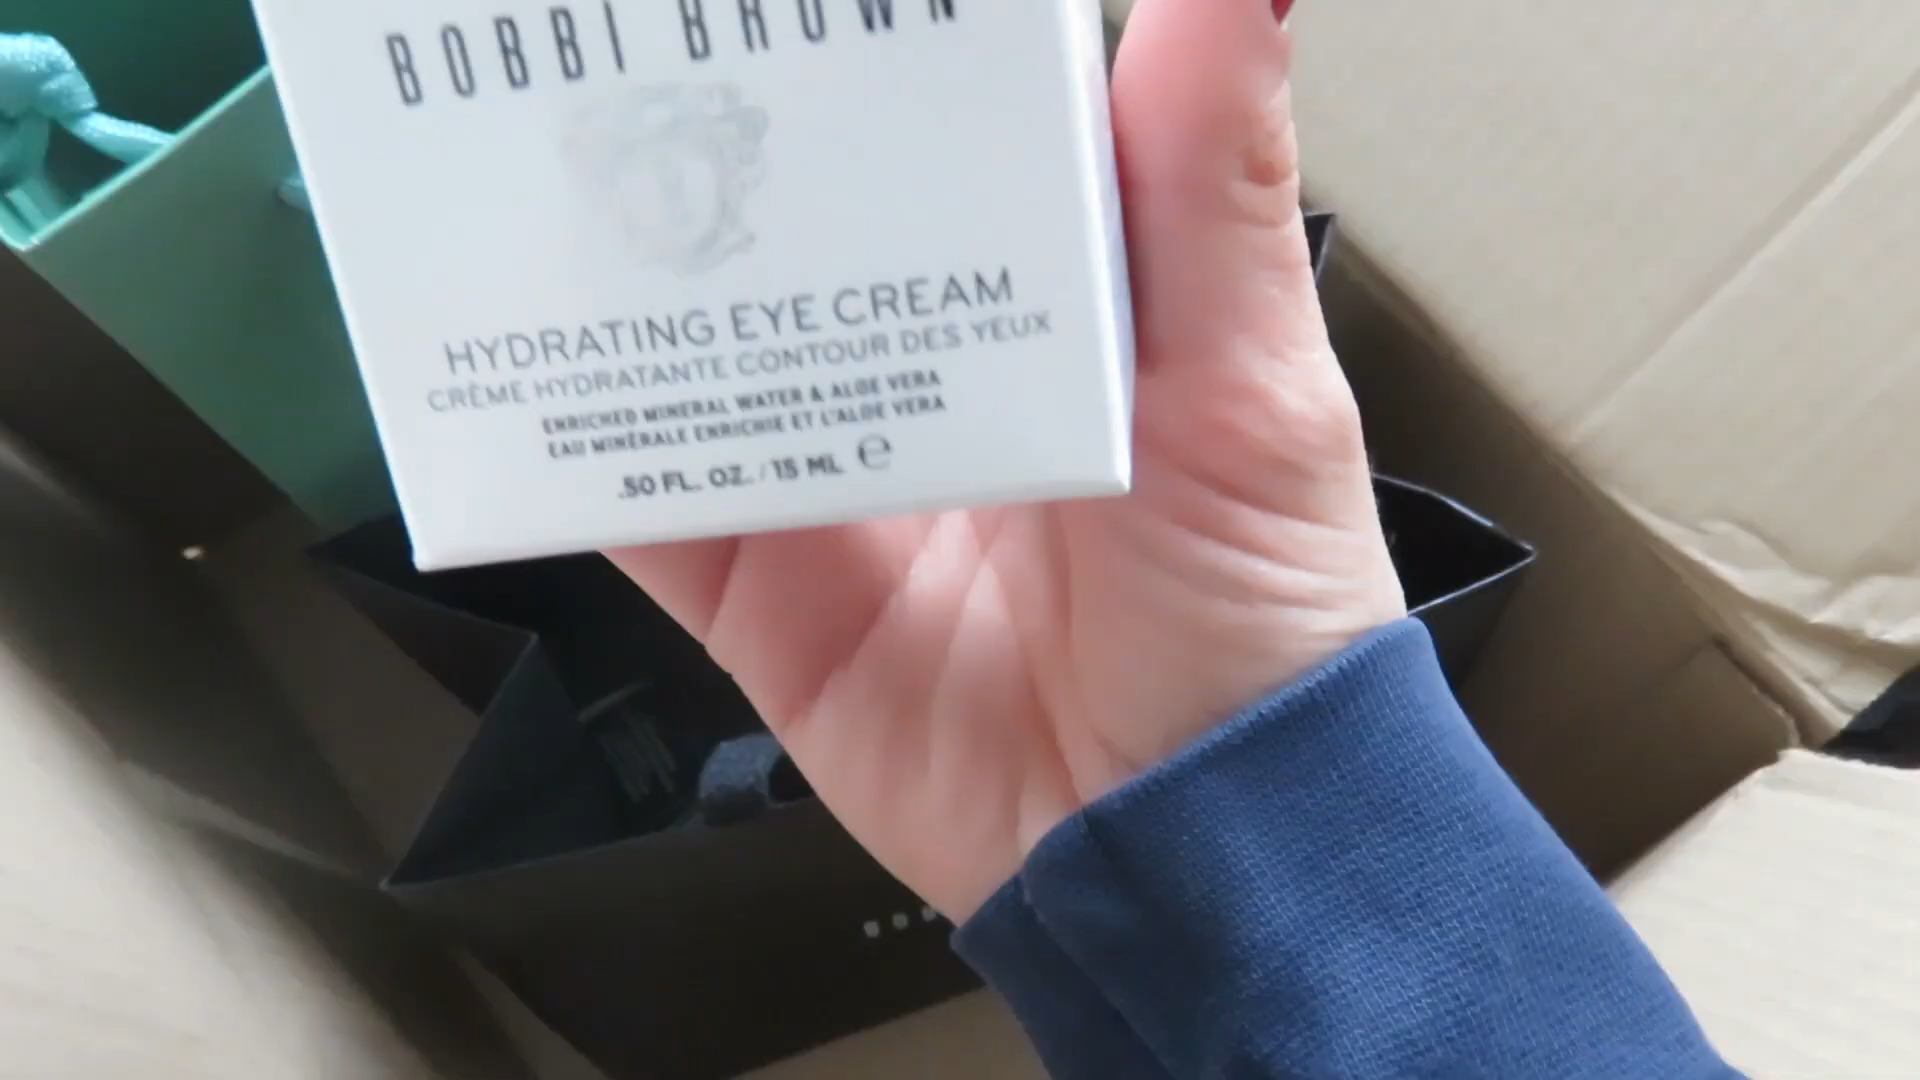 BOBBI BROWN
HYDRATING EYE CREAM
CRÈME HYDRATANTE CONTOUR DES YEUX
ENRICHED MINERAL WATER & ALOE VERA
EAU MINÉRALE ENRICHIE ET L'ALOE VERA
.50 FL. OZ. / 15 ML ℮